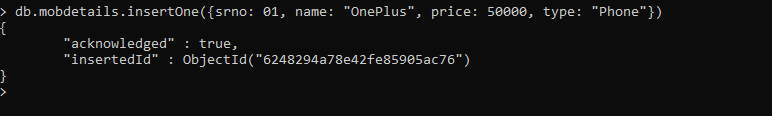 > db.mobdetails.insertOne({srno: 01, name: "OnePlus", price: 50000, type: "Phone"})
{
        "acknowledged" : true,
        "insertedId" : ObjectId("6248294a78e42fe85905ac76")
}
>